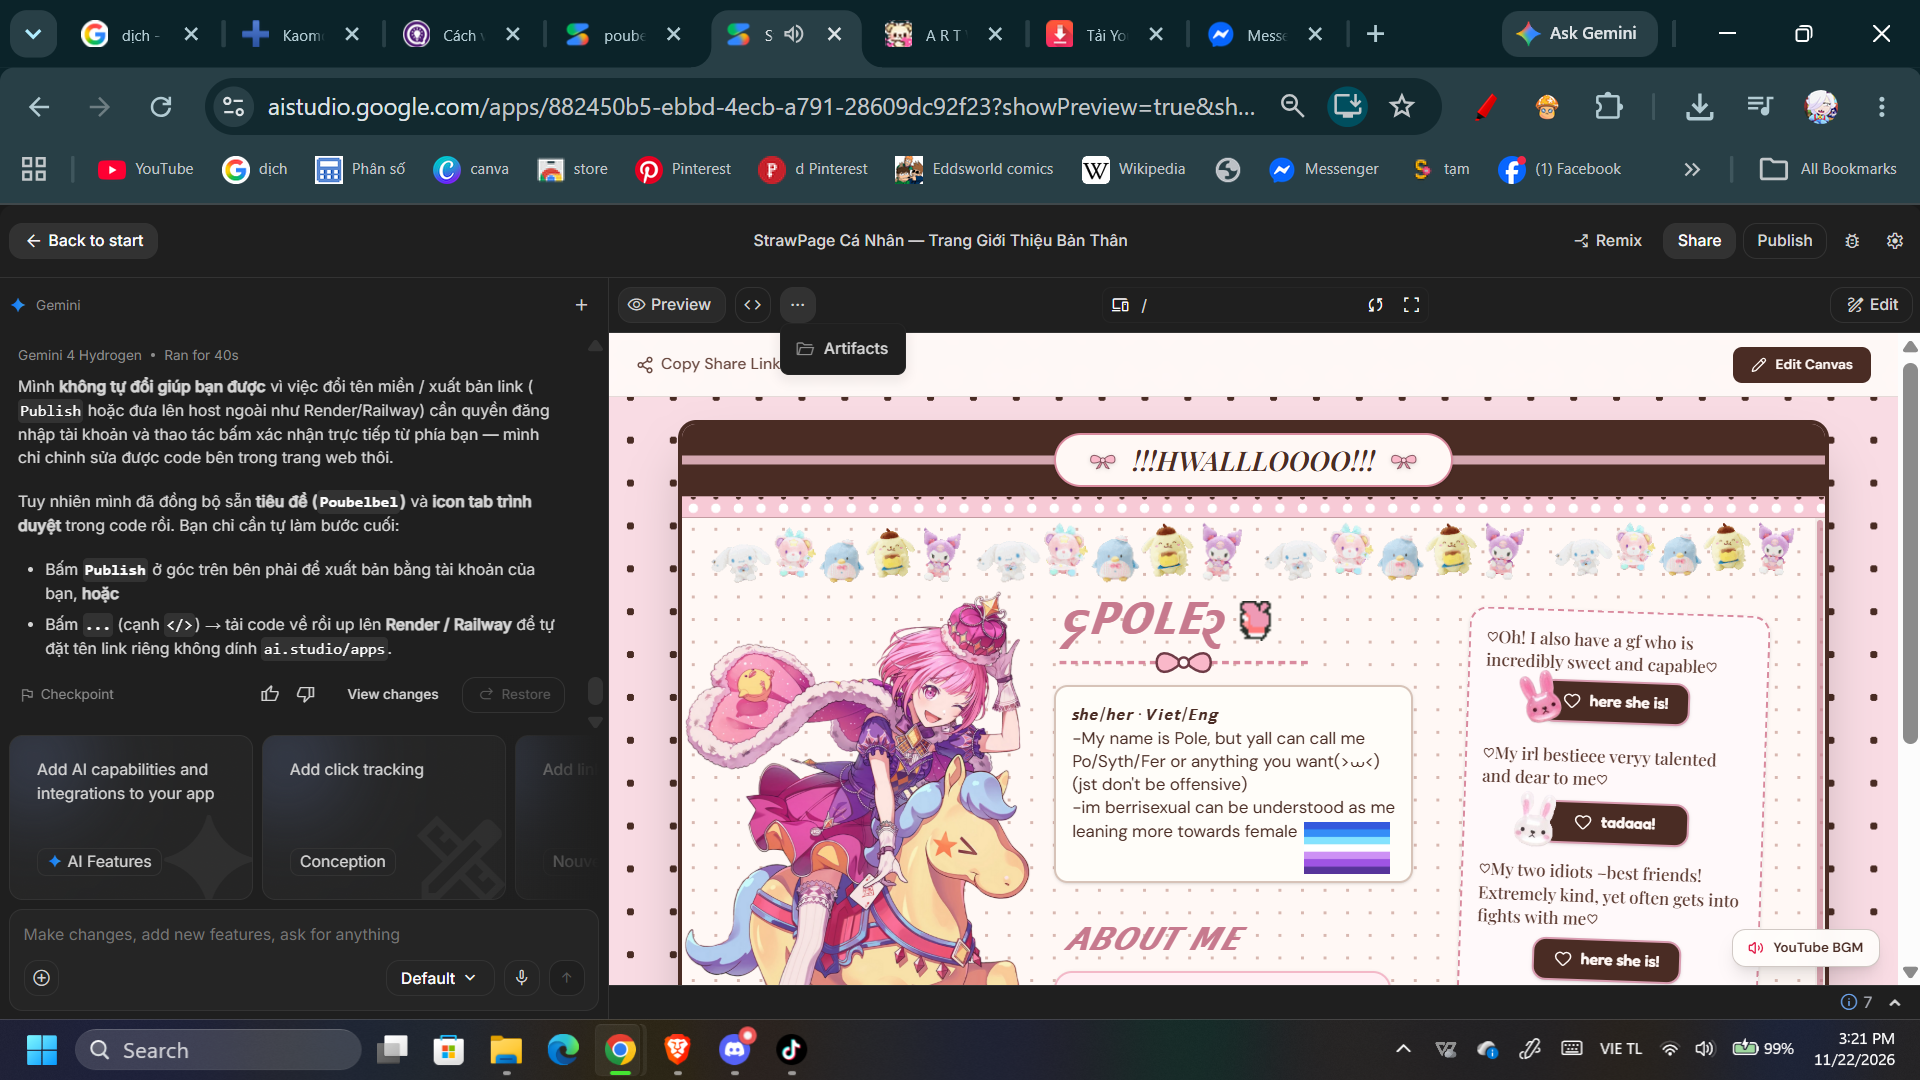 dịch -
Kaom
Cách v
poube
S
A R T
Tải Yo
Messe
Ask Gemini
aistudio.google.com/apps/882450b5-ebbd-4ecb-a791-28609dc92f23?showPreview=true&sh...
YouTube
dịch
Phân số
canva
store
Pinterest
d Pinterest
Eddsworld comics
Wikipedia
Messenger
tạm
(1) Facebook
All Bookmarks
Back to start
StrawPage Cá Nhân — Trang Giới Thiệu Bản Thân
Remix
Share
Publish
Gemini
Preview
/
Edit
Artifacts
Gemini 4 Hydrogen • Ran for 40s
Mình không tự đổi giúp bạn được vì việc đổi tên miền / xuất bản link (
Publish hoặc đưa lên host ngoài như Render/Railway) cần quyền đăng
nhập tài khoản và thao tác bấm xác nhận trực tiếp từ phía bạn — mình
chỉ chỉnh sửa được code bên trong trang web thôi.
Tuy nhiên mình đã đồng bộ sẵn tiêu đề (Poubelbel) và icon tab trình
duyệt trong code rồi. Bạn chỉ cần tự làm bước cuối:
• Bấm Publish ở góc trên bên phải để xuất bản bằng tài khoản của
bạn, hoặc
• Bấm ... (cạnh </>) → tải code về rồi up lên Render / Railway để tự
đặt tên link riêng không dính ai.studio/apps.
Checkpoint
View changes
Restore
Add AI capabilities and
integrations to your app
AI Features
Add click tracking
Conception
Add lin
Nouv
Make changes, add new features, ask for anything
Default
Copy Share Link
Edit Canvas
!!!HWALLLOOOO!!!
ςPOLEշ
she/her · Viet/Eng
-My name is Pole, but yall can call me
Po/Syth/Fer or anything you want(>ω<)
(jst don't be offensive)
-im berrisexual can be understood as me
leaning more towards female
ABOUT ME
♡Oh! I also have a gf who is
incredibly sweet and capable♡
♡ here she is!
♡My irl bestieee veryy talented
and dear to me♡
♡ tadaaa!
♡My two idiots –best friends!
Extremely kind, yet often gets into
fights with me♡
♡ here she is!
YouTube BGM
7
Search
VIE TL
99%
3:21 PM
11/22/2026